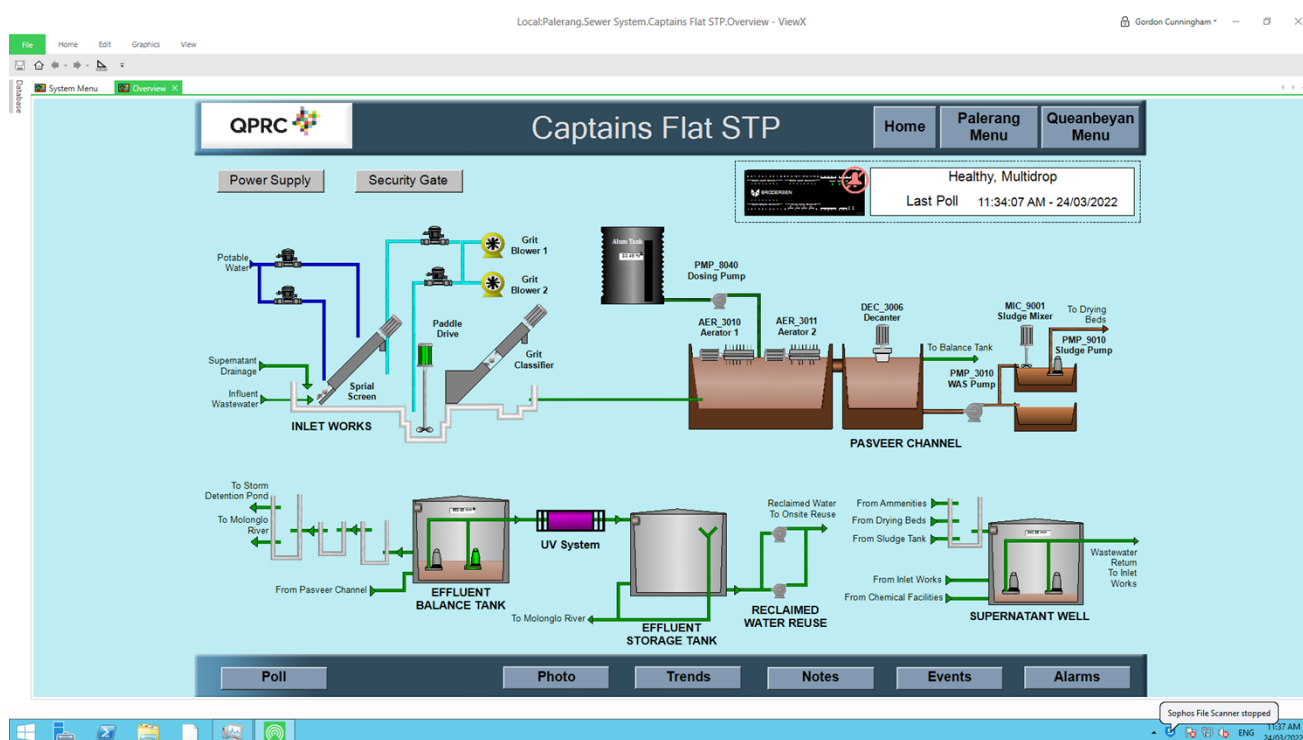 Local:Palerang.Sewer System.Captains Flat STP.Overview - ViewX
Gordon Cunningham
File Home Edit Graphics View
Database
System Menu
Overview
QPRC
Captains Flat STP
Home
Palerang
Menu
Queanbeyan
Menu
Power Supply
Security Gate
BRODERSEN
Healthy, Multidrop
Last Poll 11:34:07 AM - 24/03/2022
Potable
Water
Grit
Blower 1
Grit
Blower 2
Paddle
Drive
Grit
Classifier
Supernatant
Drainage
Influent
Wastewater
Sprial
Screen
INLET WORKS
Alum Tank
PMP_8040
Dosing Pump
AER_3010
Aerator 1
AER_3011
Aerator 2
DEC_3006
Decanter
MIC_9001
Sludge Mixer
To Drying
Beds
PMP_9010
Sludge Pump
To Balance Tank
PMP_3010
WAS Pump
PASVEER CHANNEL
To Storm
Detention Pond
To Molonglo
River
From Pasveer Channel
EFFLUENT
BALANCE TANK
UV System
To Molonglo River
EFFLUENT
STORAGE TANK
Reclaimed Water
To Onsite Reuse
RECLAIMED
WATER REUSE
From Ammenities
From Drying Beds
From Sludge Tank
From Inlet Works
From Chemical Facilities
Wastewater
Return
To Inlet
Works
SUPERNATANT WELL
Poll
Photo
Trends
Notes
Events
Alarms
Sophos File Scanner stopped
ENG
11:37 AM
24/03/2022